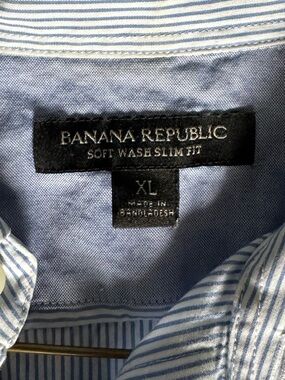 BANANA REPUBLIC
SOFT WASH SLIM FIT
XL
MADE IN
BANGLADESH